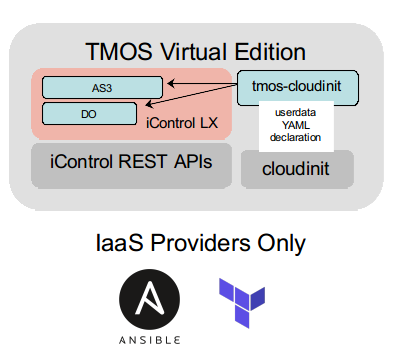 TMOS Virtual Edition
AS3
tmos-cloudinit
DO
iControl LX
userdata
YAML
declaration
iControl REST APIs
cloudinit
IaaS Providers Only
ANSIBLE